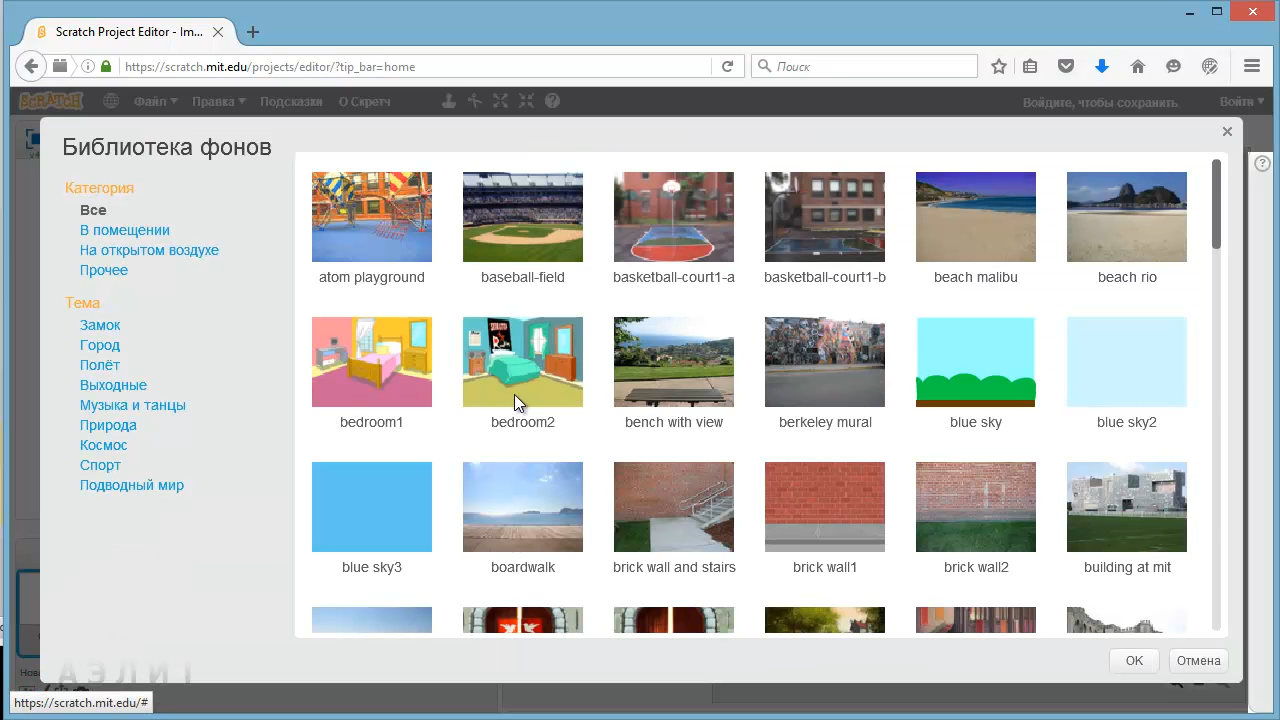 Scratch Project Editor - Im...
https://scratch.mit.edu/projects/editor/?tip_bar=home
Поиск
SCRATCH
Файл
Правка
Подсказки
О Скретч
Войдите, чтобы сохранить
Войти
Библиотека фонов
Категория
Все
В помещении
На открытом воздухе
Прочее
Тема
Замок
Город
Полёт
Выходные
Музыка и танцы
Природа
Космос
Спорт
Подводный мир
atom playground
baseball-field
basketball-court1-a
basketball-court1-b
beach malibu
beach rio
bedroom1
bedroom2
bench with view
berkeley mural
blue sky
blue sky2
blue sky3
boardwalk
brick wall and stairs
brick wall1
brick wall2
building at mit
OK
Отмена
АЭЛИТ
https://scratch.mit.edu/#